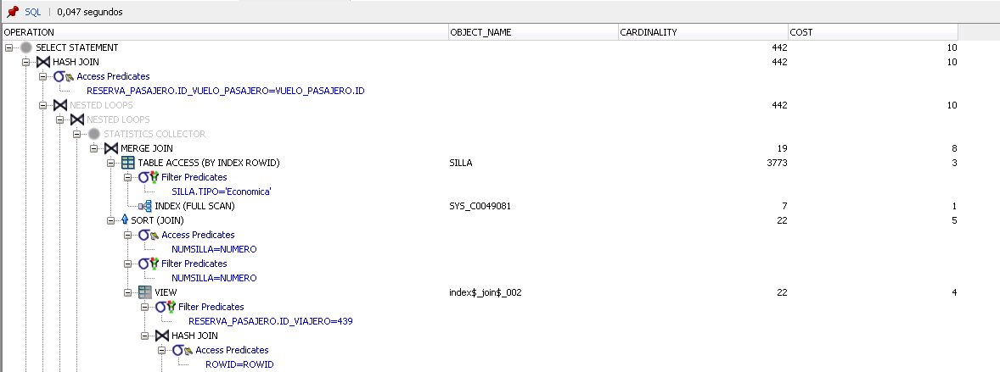 SQL | 0,047 segundos
OPERATION OBJECT_NAME CARDINALITY COST
SELECT STATEMENT 442 10
HASH JOIN 442 10
Access Predicates
RESERVA_PASAJERO.ID_VUELO_PASAJERO=VUELO_PASAJERO.ID
NESTED LOOPS 442 10
NESTED LOOPS
STATISTICS COLLECTOR
MERGE JOIN 19 8
TABLE ACCESS (BY INDEX ROWID) SILLA 3773 3
Filter Predicates
SILLA.TIPO='Economica'
INDEX (FULL SCAN) SYS_C0049081 7 1
SORT (JOIN) 22 5
Access Predicates
NUMSILLA=NUMERO
Filter Predicates
NUMSILLA=NUMERO
VIEW index$_join$_002 22 4
Filter Predicates
RESERVA_PASAJERO.ID_VIAJERO=439
HASH JOIN
Access Predicates
ROWID=ROWID